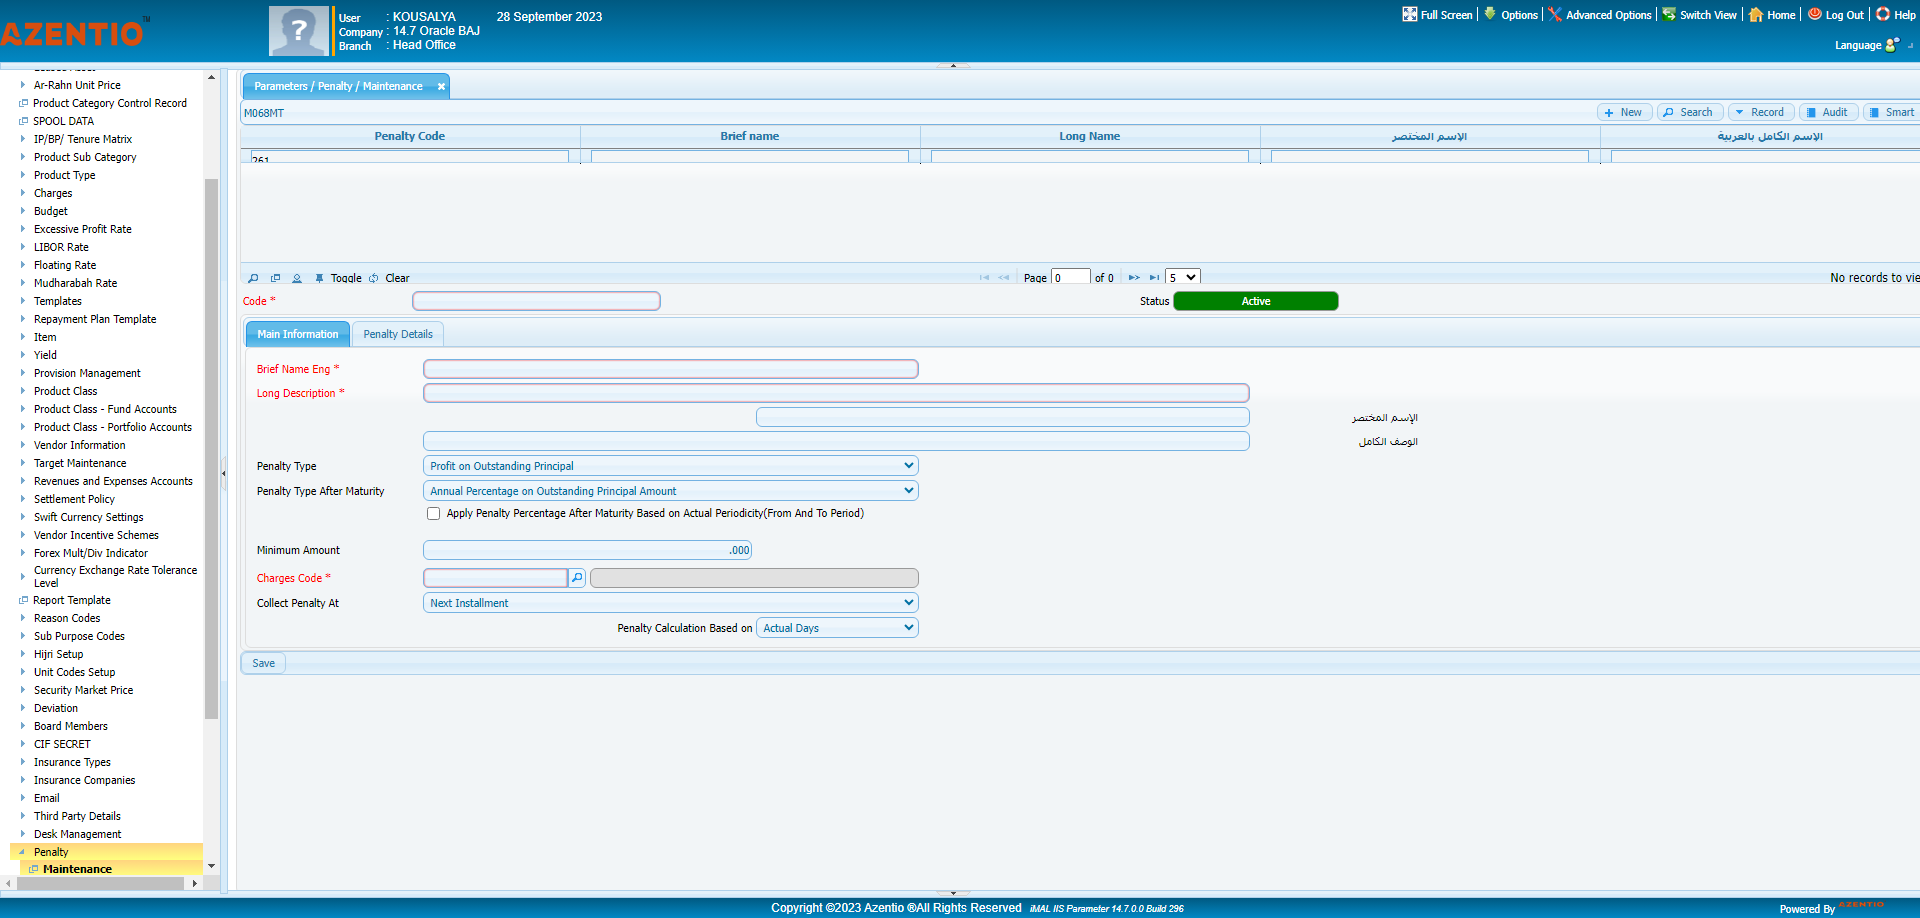 AZENTIO™
User : KOUSALYA 28 September 2023
Company : 14.7 Oracle BAJ
Branch : Head Office
Full Screen Options Advanced Options Switch View Home Log Out Help
Language
Ar-Rahn Unit Price
Product Category Control Record
SPOOL DATA
IP/BP/ Tenure Matrix
Product Sub Category
Product Type
Charges
Budget
Excessive Profit Rate
LIBOR Rate
Floating Rate
Mudharabah Rate
Templates
Repayment Plan Template
Item
Yield
Provision Management
Product Class
Product Class - Fund Accounts
Product Class - Portfolio Accounts
Vendor Information
Target Maintenance
Revenues and Expenses Accounts
Settlement Policy
Swift Currency Settings
Vendor Incentive Schemes
Forex Mult/Div Indicator
Currency Exchange Rate Tolerance
Level
Report Template
Reason Codes
Sub Purpose Codes
Hijri Setup
Unit Codes Setup
Security Market Price
Deviation
Board Members
CIF SECRET
Insurance Types
Insurance Companies
Email
Third Party Details
Desk Management
Penalty
Maintenance
Parameters / Penalty / Maintenance
M068MT
New Search Record Audit Smart
Penalty Code Brief name Long Name الإسم المختصر الإسم الكامل بالعربية
261
Toggle Clear Page 0 of 0 5 No records to vie
Code * Status Active
Main Information Penalty Details
Brief Name Eng *
Long Description *
الإسم المختصر
الوصف الكامل
Penalty Type Profit on Outstanding Principal
Penalty Type After Maturity Annual Percentage on Outstanding Principal Amount
Apply Penalty Percentage After Maturity Based on Actual Periodicity(From And To Period)
Minimum Amount .000
Charges Code *
Collect Penalty At Next Installment
Penalty Calculation Based on Actual Days
Save
Copyright ©2023 Azentio ®All Rights Reserved iMAL IIS Parameter 14.7.0.0 Build 296
Powered By AZENTIO